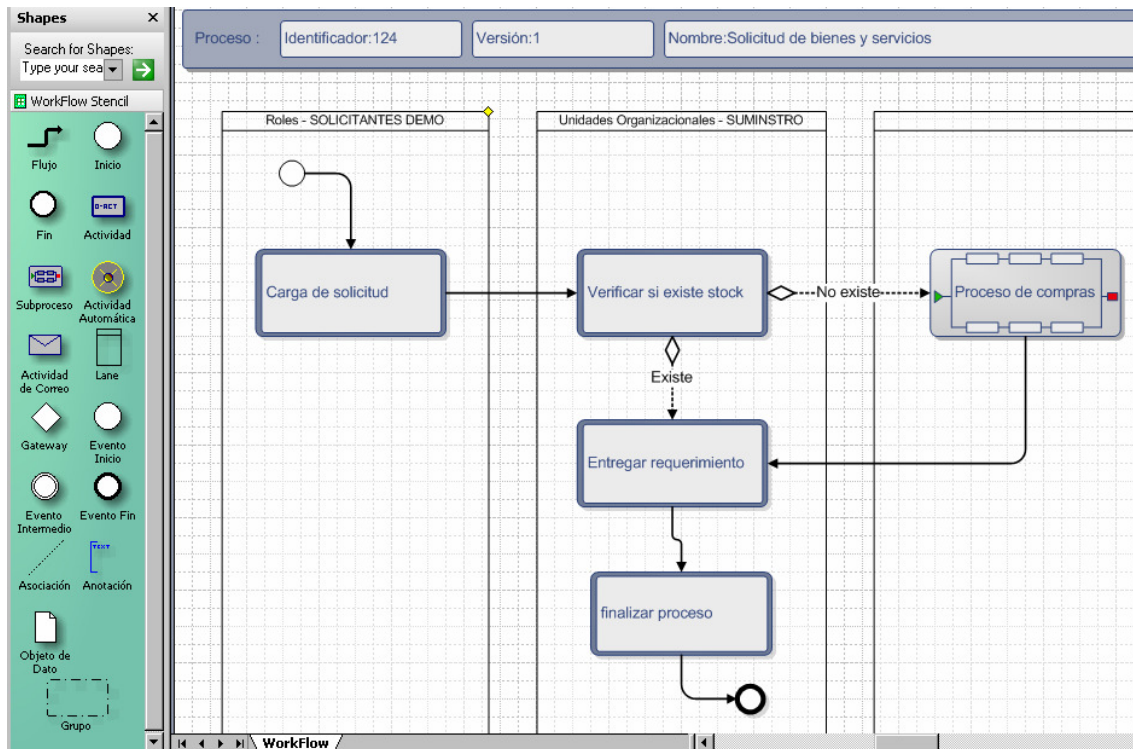 Shapes
Search for Shapes:
Type your sea
WorkFlow Stencil
Flujo
Inicio
Fin
D-ACT
Actividad
Subproceso
Actividad
Automática
Actividad
de Correo
Lane
Gateway
Evento
Inicio
Evento
Intermedio
Evento Fin
Asociación
TEXT
Anotación
Objeto de
Dato
Grupo
Proceso :
Identificador:124
Versión:1
Nombre:Solicitud de bienes y servicios
Roles - SOLICITANTES DEMO
Unidades Organizacionales - SUMINSTRO
Carga de solicitud
Verificar si existe stock
No existe
Proceso de compras
Existe
Entregar requerimiento
finalizar proceso
WorkFlow